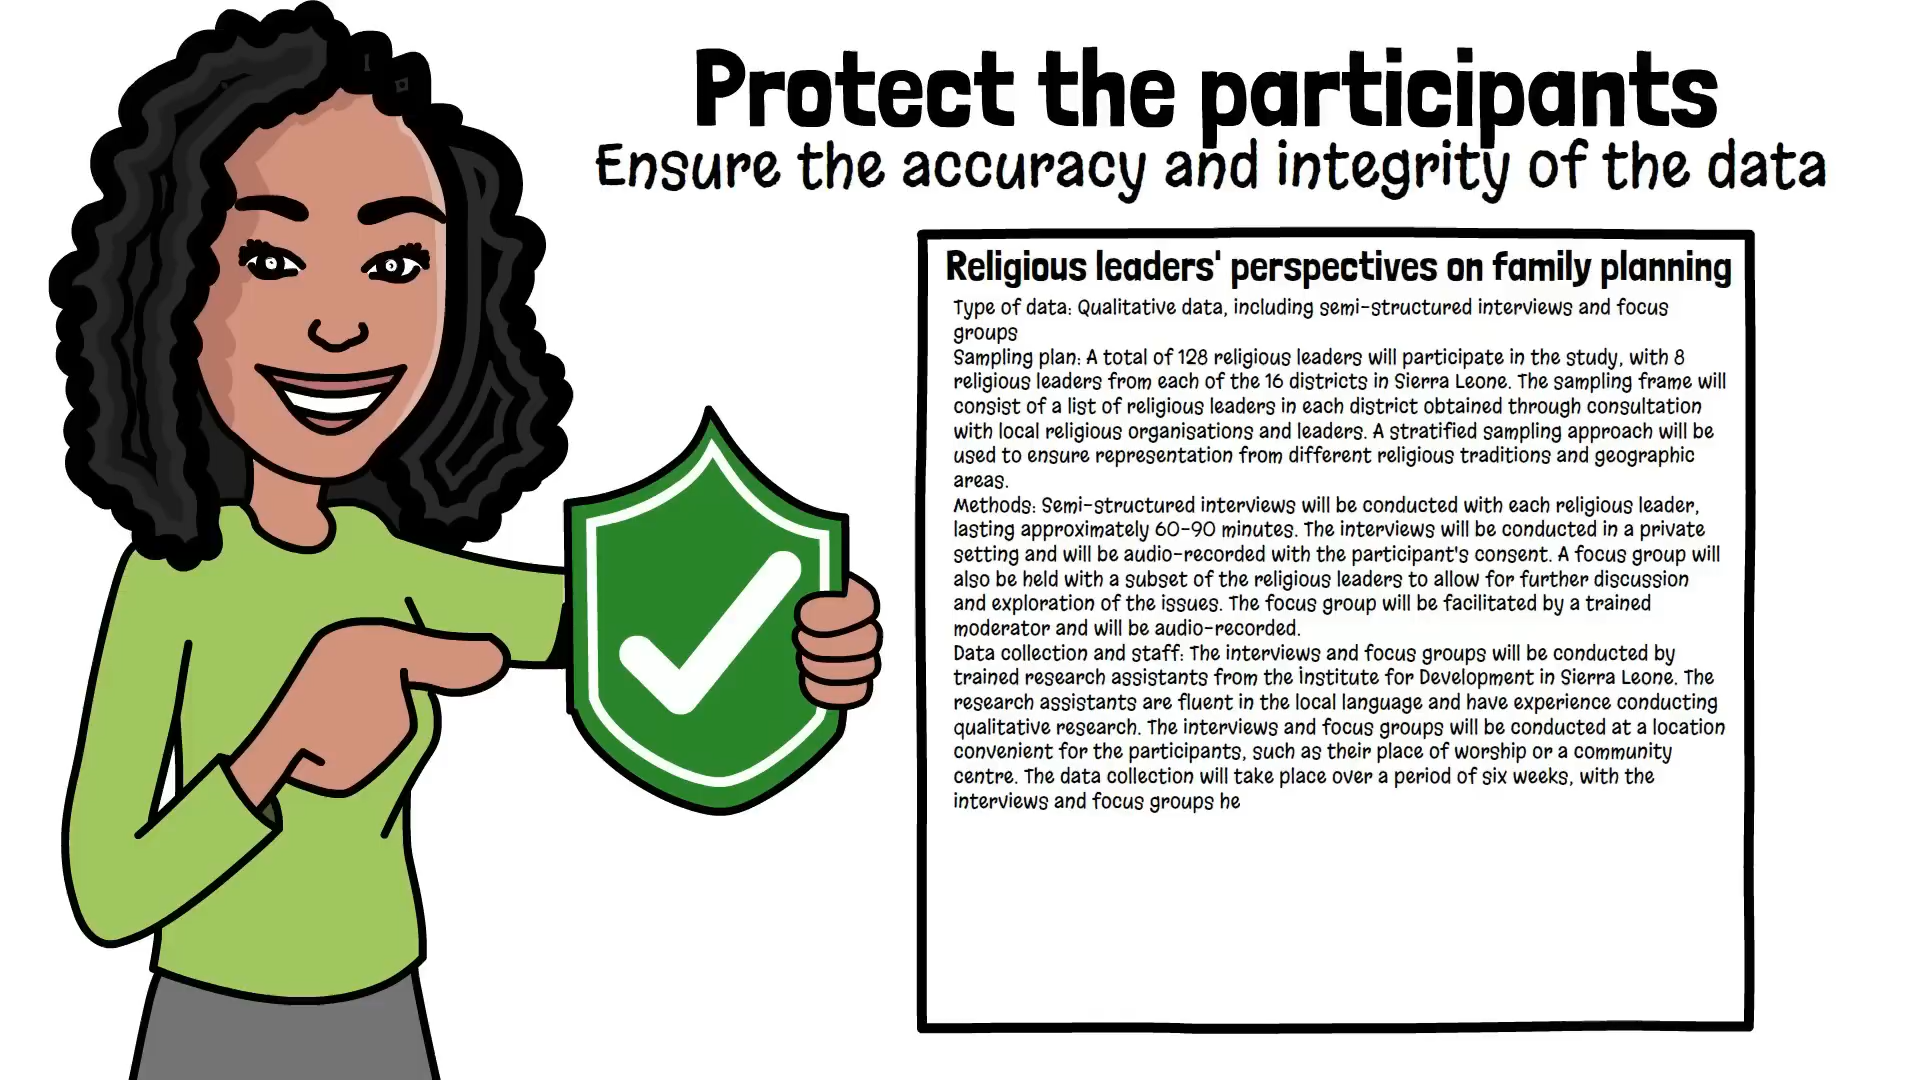 Protect the participants
Ensure the accuracy and integrity of the data
Religious leaders' perspectives on family planning
Type of data: Qualitative data, including semi-structured interviews and focus
groups
Sampling plan: A total of 128 religious leaders will participate in the study, with 8
religious leaders from each of the 16 districts in Sierra Leone. The sampling frame will
consist of a list of religious leaders in each district obtained through consultation
with local religious organisations and leaders. A stratified sampling approach will be
used to ensure representation from different religious traditions and geographic
areas.
Methods: Semi-structured interviews will be conducted with each religious leader,
lasting approximately 60-90 minutes. The interviews will be conducted in a private
setting and will be audio-recorded with the participant's consent. A focus group will
also be held with a subset of the religious leaders to allow for further discussion
and exploration of the issues. The focus group will be facilitated by a trained
moderator and will be audio-recorded.
Data collection and staff: The interviews and focus groups will be conducted by
trained research assistants from the Institute for Development in Sierra Leone. The
research assistants are fluent in the local language and have experience conducting
qualitative research. The interviews and focus groups will be conducted at a location
convenient for the participants, such as their place of worship or a community
centre. The data collection will take place over a period of six weeks, with the
interviews and focus groups he